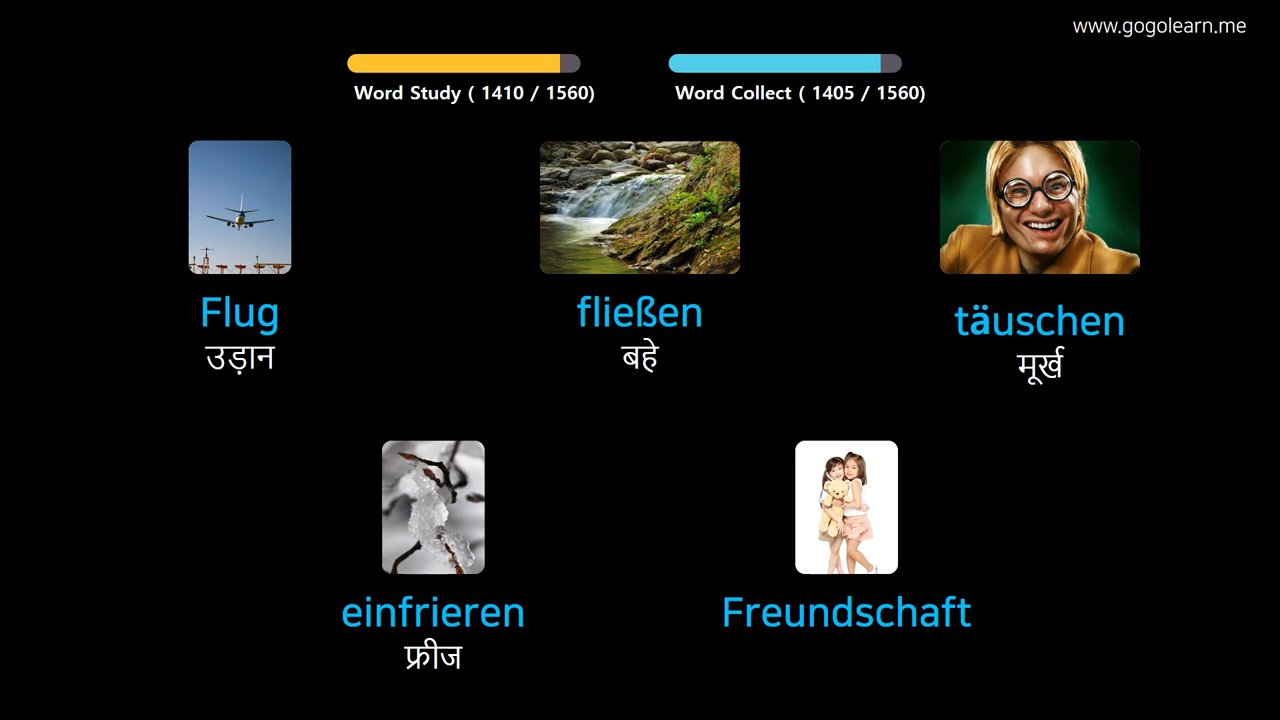 www.gogolearn.me
Word Study ( 1410 / 1560)
Word Collect ( 1405 / 1560)
Flug
उड़ान
fließen
बहे
täuschen
मूर्ख
einfrieren
फ्रीज
Freundschaft